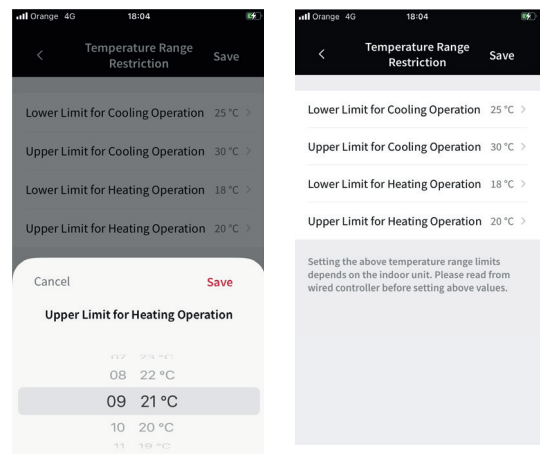 Orange 4G 18:04
Temperature Range
Restriction
Save
Lower Limit for Cooling Operation 25 °C
Upper Limit for Cooling Operation 30 °C
Lower Limit for Heating Operation 18 °C
Upper Limit for Heating Operation 20 °C
Cancel Save
Upper Limit for Heating Operation
07 23 °C
08 22 °C
09 21 °C
10 20 °C
11 19 °C
Orange 4G 18:04
Temperature Range
Restriction
Save
Lower Limit for Cooling Operation 25 °C
Upper Limit for Cooling Operation 30 °C
Lower Limit for Heating Operation 18 °C
Upper Limit for Heating Operation 20 °C
Setting the above temperature range limits
depends on the indoor unit. Please read from
wired controller before setting above values.